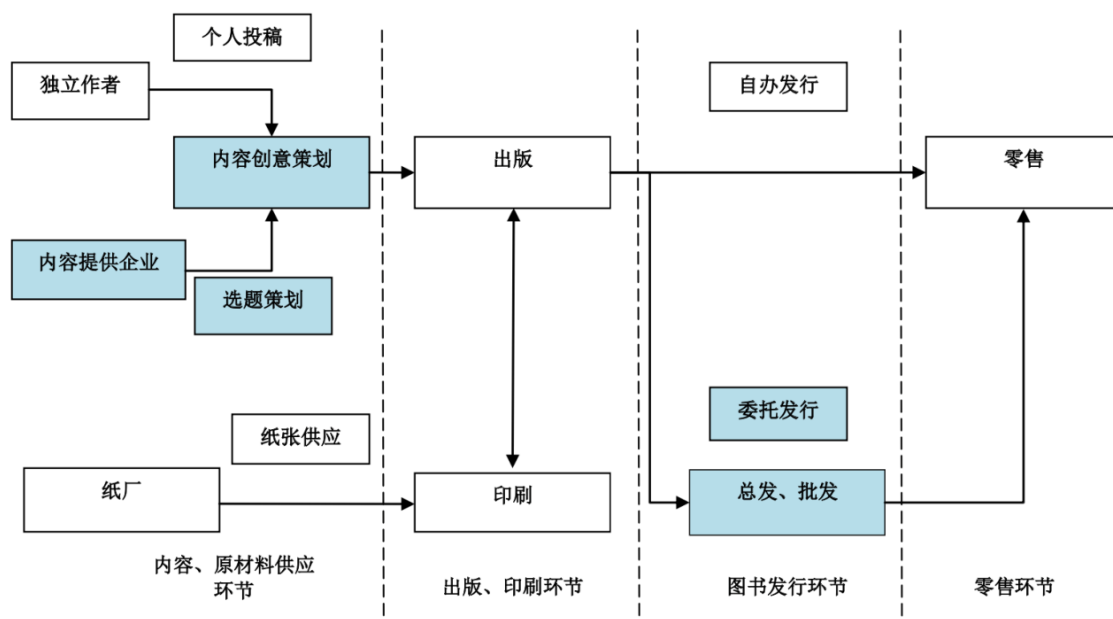 个人投稿
独立作者
自办发行
内容创意策划
出版
零售
内容提供企业
选题策划
委托发行
纸张供应
纸厂
印刷
总发、批发
内容、原材料供应
环节
出版、印刷环节
图书发行环节
零售环节